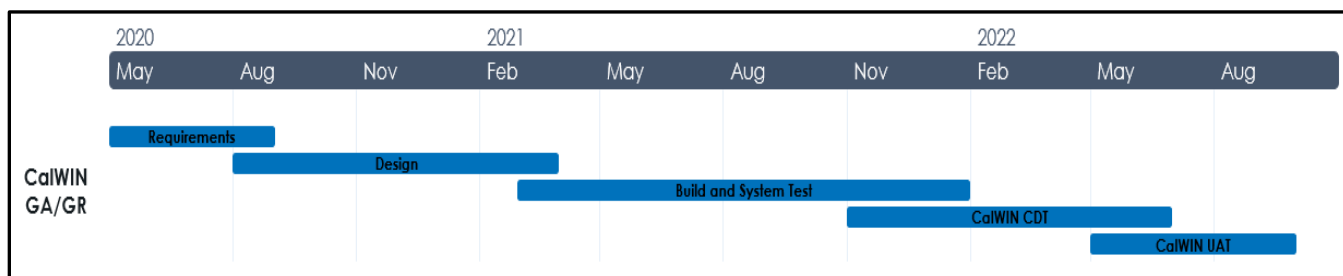 2020 2021 2022
May Aug Nov Feb May Aug Nov Feb May Aug
Requirements
Design
CalWIN
GA/GR
Build and System Test
CalWIN CDT
CalWIN UAT